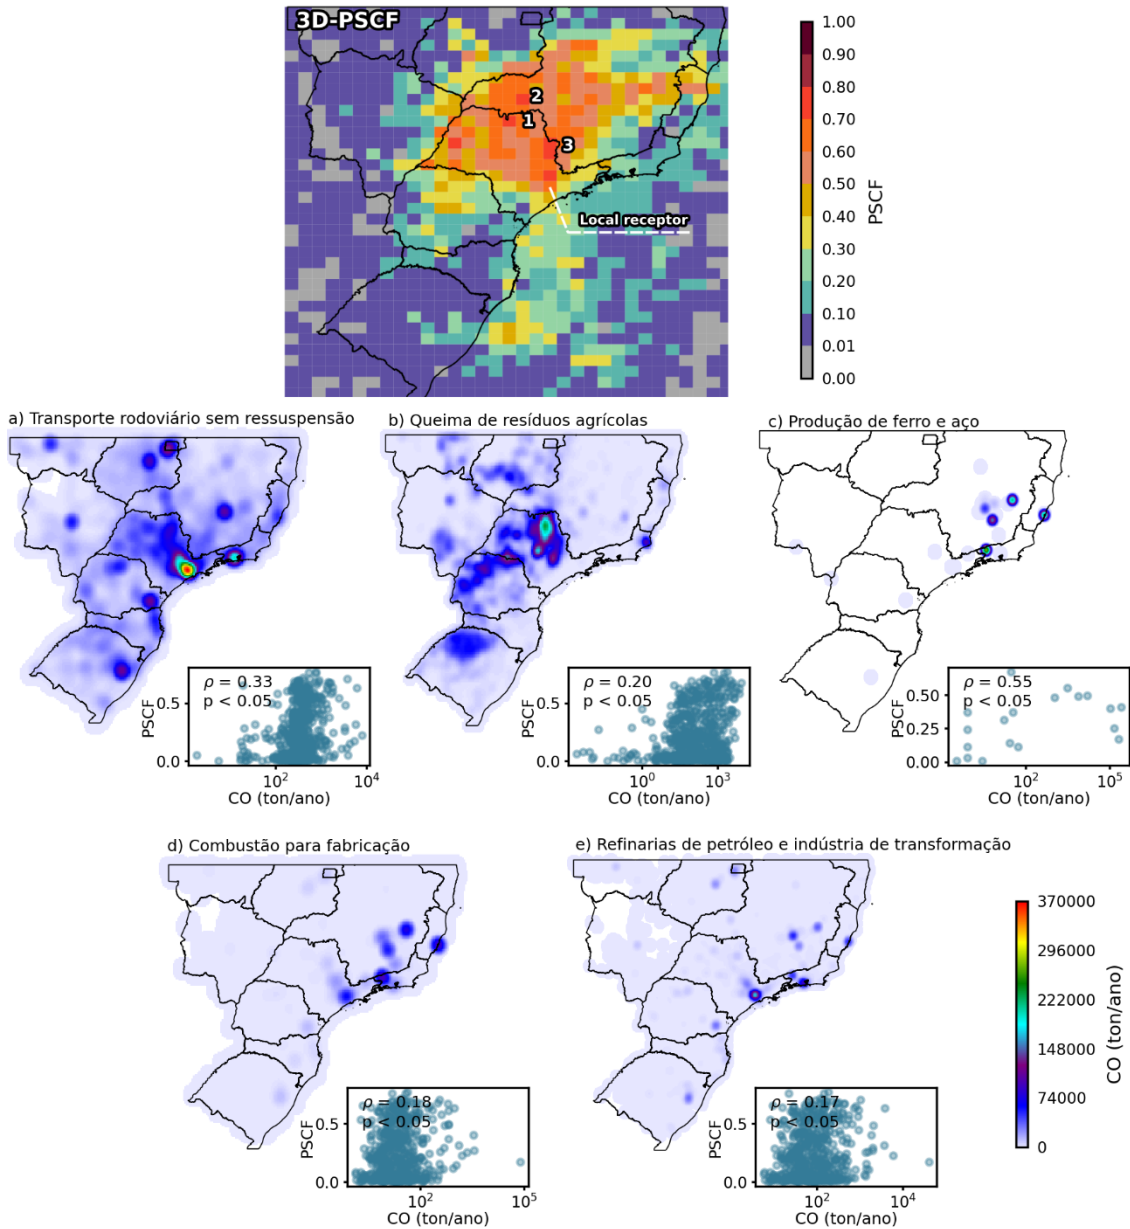 3D-PSCF
2
1
3
Local receptor
1.00
0.90
0.80
0.70
0.60
0.50
0.40
0.30
0.20
0.10
0.01
0.00
PSCF
a) Transporte rodoviário sem ressuspensão
ρ = 0.33
p < 0.05
PSCF
0.5
0.0
10²
10⁴
CO (ton/ano)
b) Queima de resíduos agrícolas
ρ = 0.20
p < 0.05
PSCF
0.5
0.0
10⁰
10³
CO (ton/ano)
c) Produção de ferro e aço
ρ = 0.55
p < 0.05
PSCF
0.50
0.25
0.00
10²
10⁵
CO (ton/ano)
d) Combustão para fabricação
ρ = 0.18
p < 0.05
PSCF
0.5
0.0
10²
10⁵
CO (ton/ano)
e) Refinarias de petróleo e indústria de transformação
ρ = 0.17
p < 0.05
PSCF
0.5
0.0
10²
10⁴
CO (ton/ano)
370000
296000
222000
148000
74000
0
CO (ton/ano)